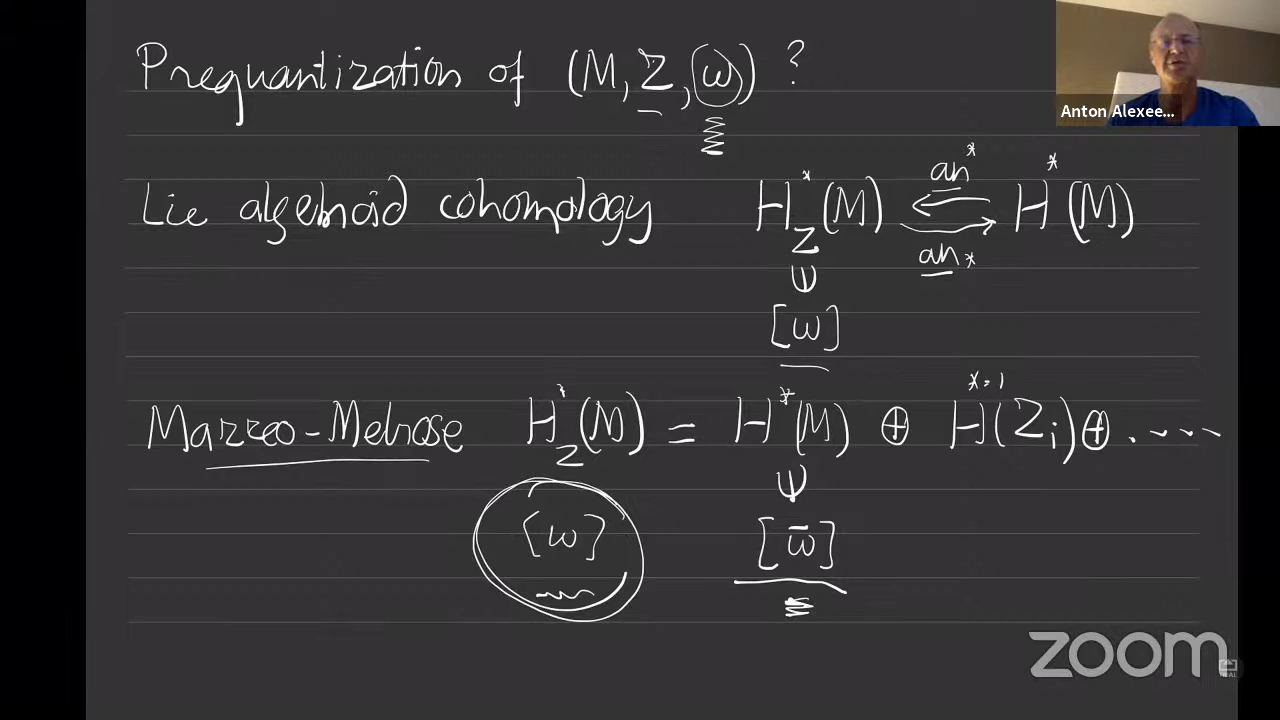 Prequantization of (M, Z, ω) ?
Anton Alexee...
Lie algebroid cohomology H*_Z(M) an* H*(M)
an_*
Ψ
[ω]
Mazzeo-Melrose H*_Z(M) = H*(M) ⊕ H^{*-1}(Z_i) ⊕ .----
Ψ
[ω] [ω̄]
zoom